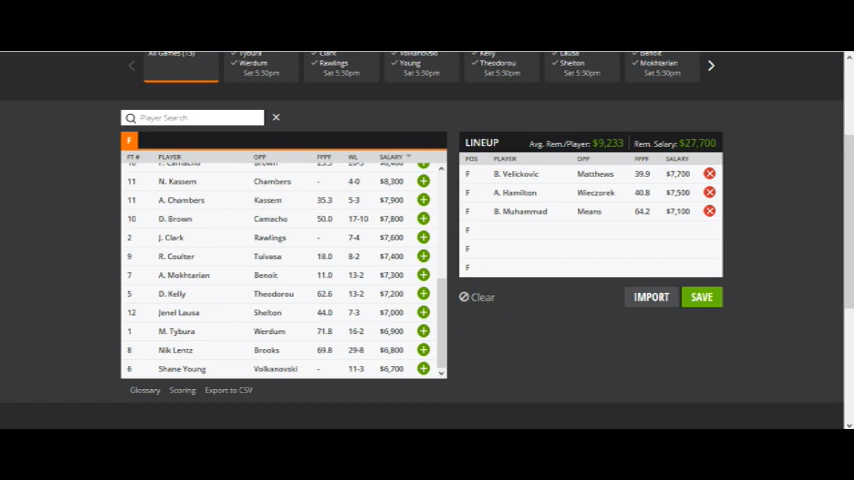 All Games (13)
Tybura Clark Volkanovski Kelly Lausa Benoit
Werdum Rawlings Young Theodorou Shelton Mokhtarian
Sat 5:30pm Sat 5:30pm Sat 5:30pm Sat 5:30pm Sat 5:30pm Sat 5:30pm
Player Search
F
FT # PLAYER OPP FPPF WL SALARY
11 N. Kassem Chambers - 4-0 $8,300
11 A. Chambers Kassem 35.3 5-3 $7,900
10 D. Brown Camacho 50.0 17-10 $7,800
2 J. Clark Rawlings - 7-4 $7,600
9 R. Coulter Tuivasa 18.0 8-2 $7,400
7 A. Mokhtarian Benoit 11.0 13-2 $7,300
5 D. Kelly Theodorou 62.6 13-2 $7,200
12 Jenel Lausa Shelton 44.0 7-3 $7,000
1 M. Tybura Werdum 71.8 16-2 $6,900
8 Nik Lentz Brooks 69.8 29-8 $6,800
6 Shane Young Volkanovski - 11-3 $6,700
Glossary Scoring Export to CSV
LINEUP Avg. Rem./Player: $9,233 Rem. Salary: $27,700
POS PLAYER OPP FPPF SALARY
F B. Velickovic Matthews 39.9 $7,700
F A. Hamilton Wieczorek 40.8 $7,500
F B. Muhammad Means 64.2 $7,100
F
F
F
Clear IMPORT SAVE